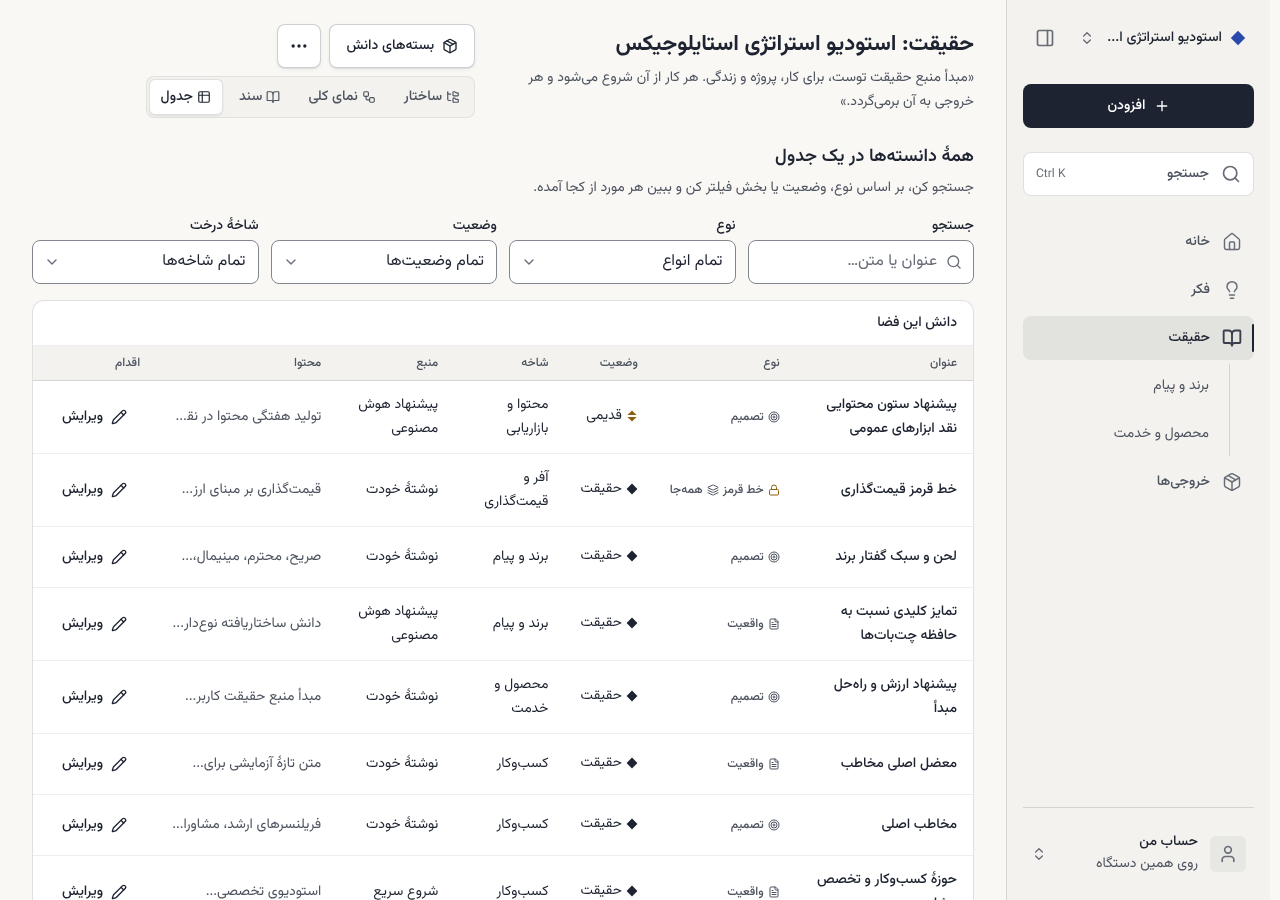 استودیو استراتژی ا...
افزودن
جستجو
Ctrl K
خانه
فکر
حقیقت
برند و پیام
محصول و خدمت
خروجی‌ها
حساب من
روی همین دستگاه
حقیقت: استودیو استراتژی استایلوجیکس
«مبدأ منبع حقیقت توست، برای کار، پروژه و زندگی. هر کار از آن شروع می‌شود و هر
خروجی به آن برمی‌گردد.»
بسته‌های دانش
ساختار
نمای کلی
سند
جدول
همهٔ دانسته‌ها در یک جدول
جستجو کن، بر اساس نوع، وضعیت یا بخش فیلتر کن و ببین هر مورد از کجا آمده.
جستجو
نوع
وضعیت
شاخهٔ درخت
عنوان یا متن...
تمام انواع
تمام وضعیت‌ها
تمام شاخه‌ها
دانش این فضا
عنوان نوع وضعیت شاخه منبع محتوا اقدام
پیشنهاد ستون محتوایی
نقد ابزارهای عمومی
تصمیم
قدیمی
محتوا و
بازاریابی
پیشنهاد هوش
مصنوعی
تولید هفتگی محتوا در نقـ...
ویرایش
خط قرمز قیمت‌گذاری
خط قرمز همه‌جا
حقیقت
آفر و
قیمت‌گذاری
نوشتهٔ خودت
قیمت‌گذاری بر مبنای ارز...
ویرایش
لحن و سبک گفتار برند
تصمیم
حقیقت
برند و پیام
نوشتهٔ خودت
صریح، محترم، مینیمال،...
ویرایش
تمایز کلیدی نسبت به
حافظه چت‌بات‌ها
واقعیت
حقیقت
برند و پیام
پیشنهاد هوش
مصنوعی
دانش ساختاریافته نوع‌دار...
ویرایش
پیشنهاد ارزش و راه‌حل
مبدأ
تصمیم
حقیقت
محصول و
خدمت
نوشتهٔ خودت
مبدأ منبع حقیقت کاربر...
ویرایش
معضل اصلی مخاطب
واقعیت
حقیقت
کسب‌وکار
نوشتهٔ خودت
متن تازهٔ آزمایشی برای...
ویرایش
مخاطب اصلی
تصمیم
حقیقت
کسب‌وکار
نوشتهٔ خودت
فریلنسرهای ارشد، مشاورا...
ویرایش
حوزهٔ کسب‌وکار و تخصص
واقعیت
حقیقت
کسب‌وکار
شروع سریع
استودیوی تخصصی...
ویرایش